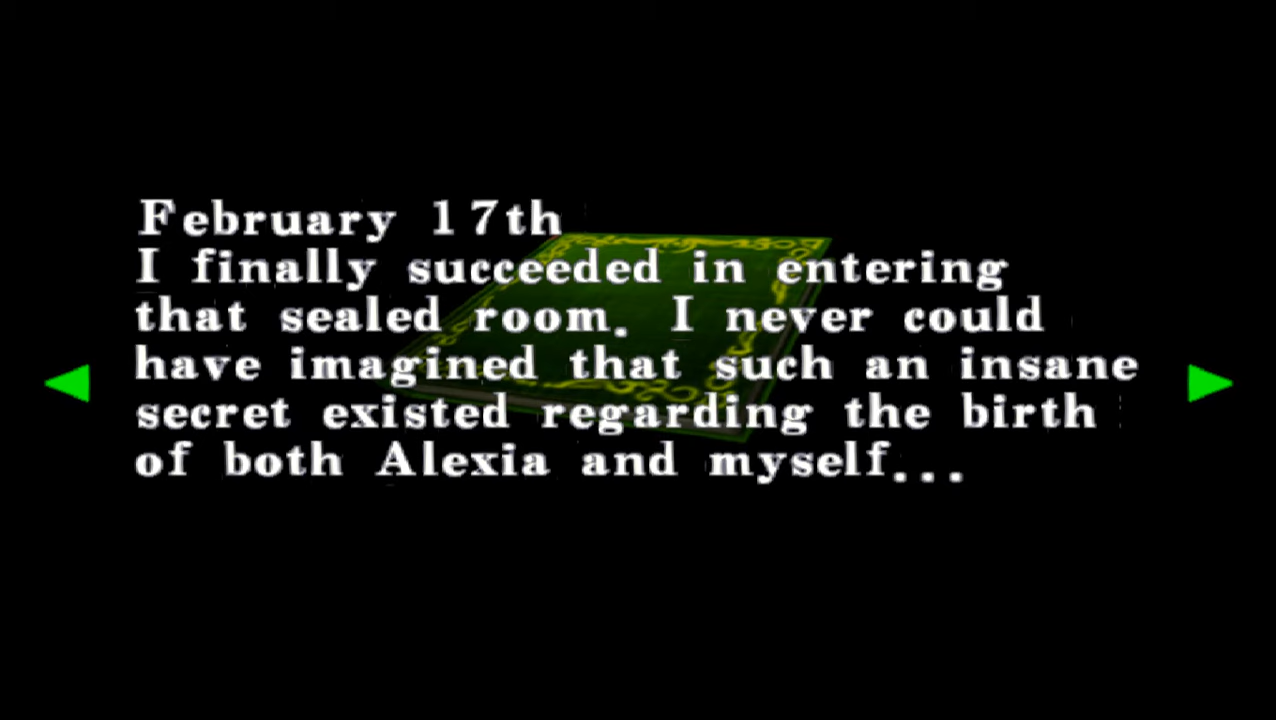 February 17th
I finally succeeded in entering
that sealed room. I never could
have imagined that such an insane
secret existed regarding the birth
of both Alexia and myself...